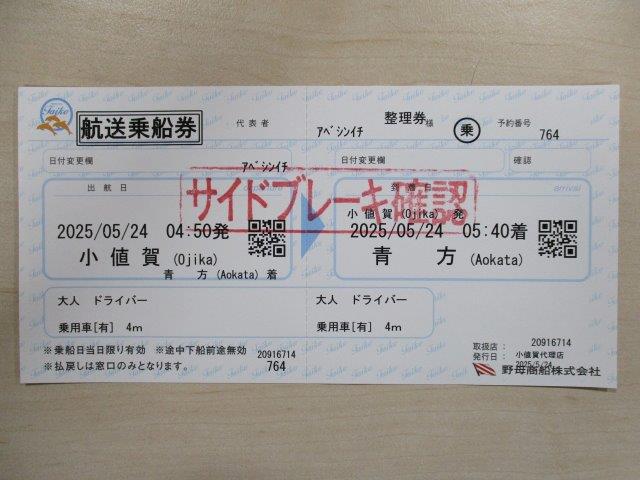 Taiko
航送乗船券
代表者
整理券
様
乗
予約番号
ｱﾍﾞｼﾝｲﾁ
764
日付変更欄
ｱﾍﾞｼﾝｲﾁ
日付変更欄
確認
サイドブレーキ確認
出航日
departure
到着日
arrival
小値賀(Ojika) 発
2025/05/24 04:50発
2025/05/24 05:40着
小値賀(Ojika)
青方(Aokata)
青方(Aokata) 着
大人 ドライバー
大人 ドライバー
乗用車[有] 4m
乗用車[有] 4m
※乗船日当日限り有効 ※途中下船前途無効
20916714
※払戻しは窓口のみとなります。
764
取扱店： 20916714
発行日： 小値賀代理店
2025/5/24
野母商船株式会社